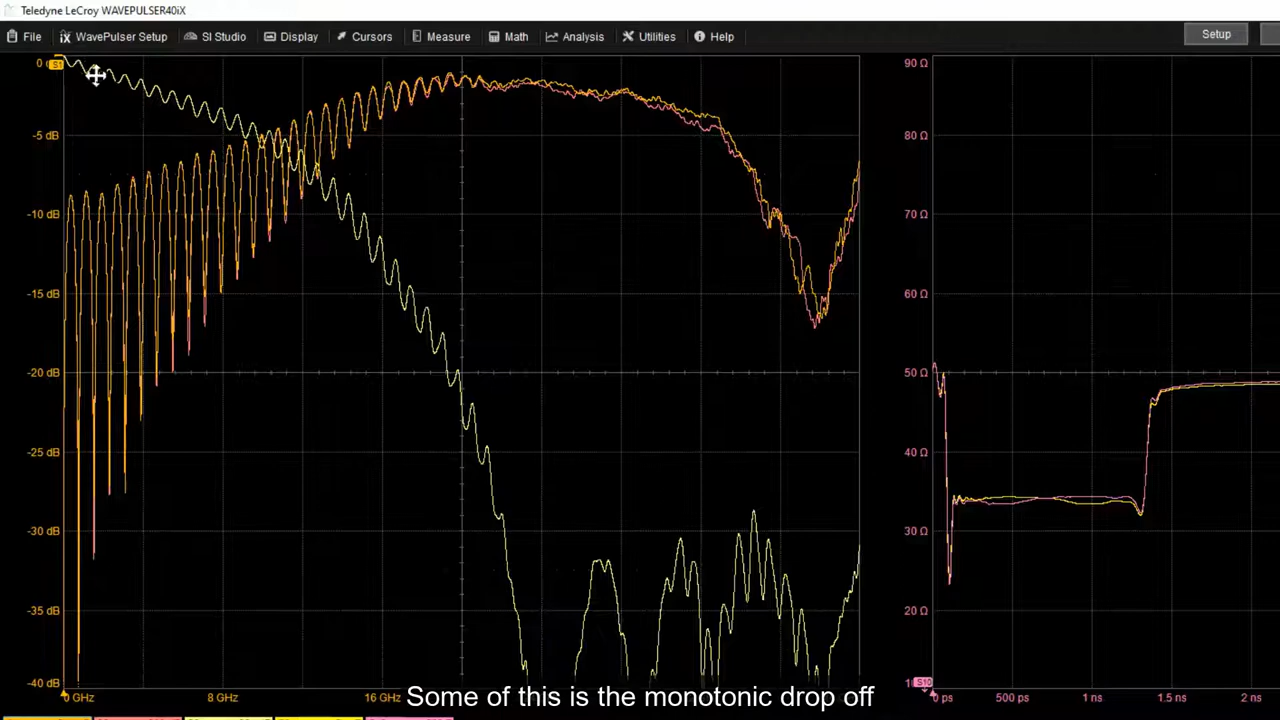 Teledyne LeCroy WAVEPULSER40iX
File WavePulser Setup SI Studio Display Cursors Measure Math Analysis Utilities Help Setup
0 S1 90 Ω
-5 dB 80 Ω
-10 dB 70 Ω
-15 dB 60 Ω
-20 dB 50 Ω
-25 dB 40 Ω
-30 dB 30 Ω
-35 dB 20 Ω
-40 dB S10
0 GHz 8 GHz 16 GHz 0 ps 500 ps 1 ns 1.5 ns 2 ns
Some of this is the monotonic drop off